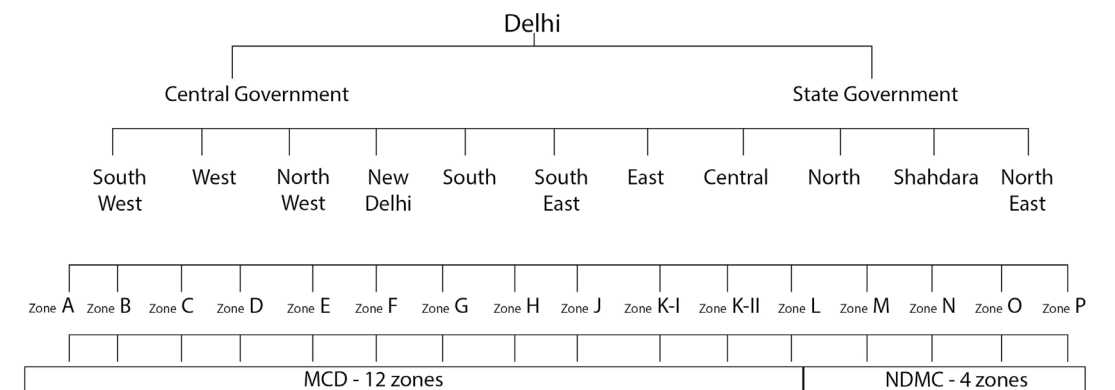 Delhi
Central Government State Government
South West West North West New Delhi South South East East Central North Shahdara North East
Zone A Zone B Zone C Zone D Zone E Zone F Zone G Zone H Zone J Zone K-I Zone K-II Zone L Zone M Zone N Zone O Zone P
MCD - 12 zones NDMC - 4 zones